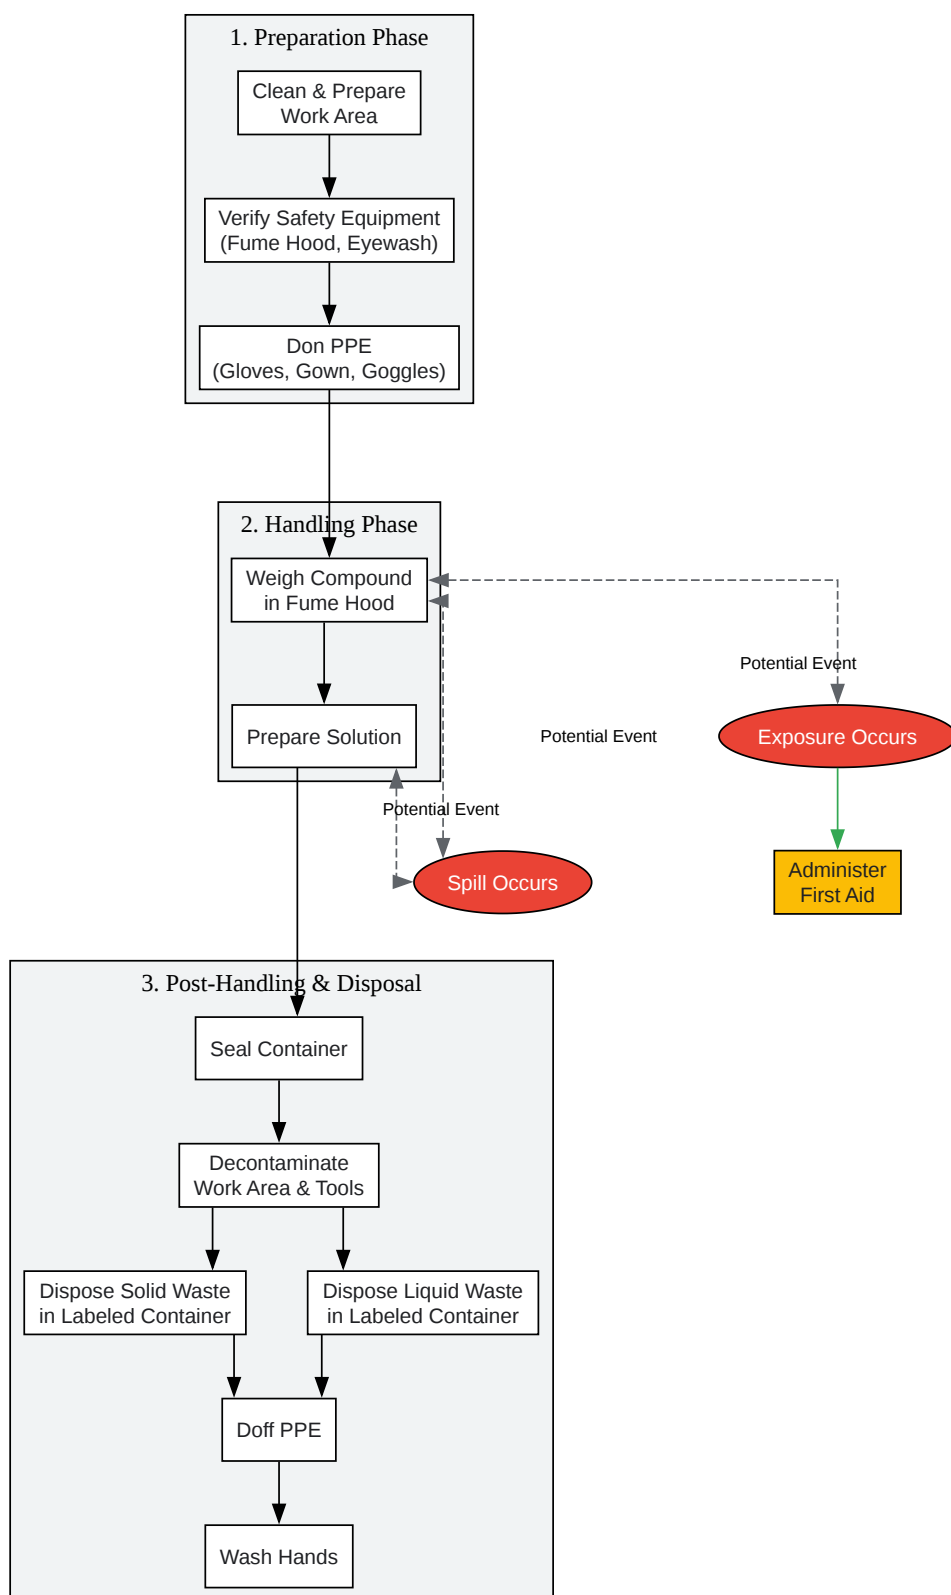 1. Preparation Phase
Clean & Prepare
Work Area
Verify Safety Equipment
(Fume Hood, Eyewash)
Don PPE
(Gloves, Gown, Goggles)
2. Handling Phase
Weigh Compound
in Fume Hood
Potential Event
Prepare Solution
Potential Event
Exposure Occurs
Potential Event
Spill Occurs
Administer
First Aid
3. Post-Handling & Disposal
Seal Container
Decontaminate
Work Area & Tools
Dispose Solid Waste
in Labeled Container
Dispose Liquid Waste
in Labeled Container
Doff PPE
Wash Hands